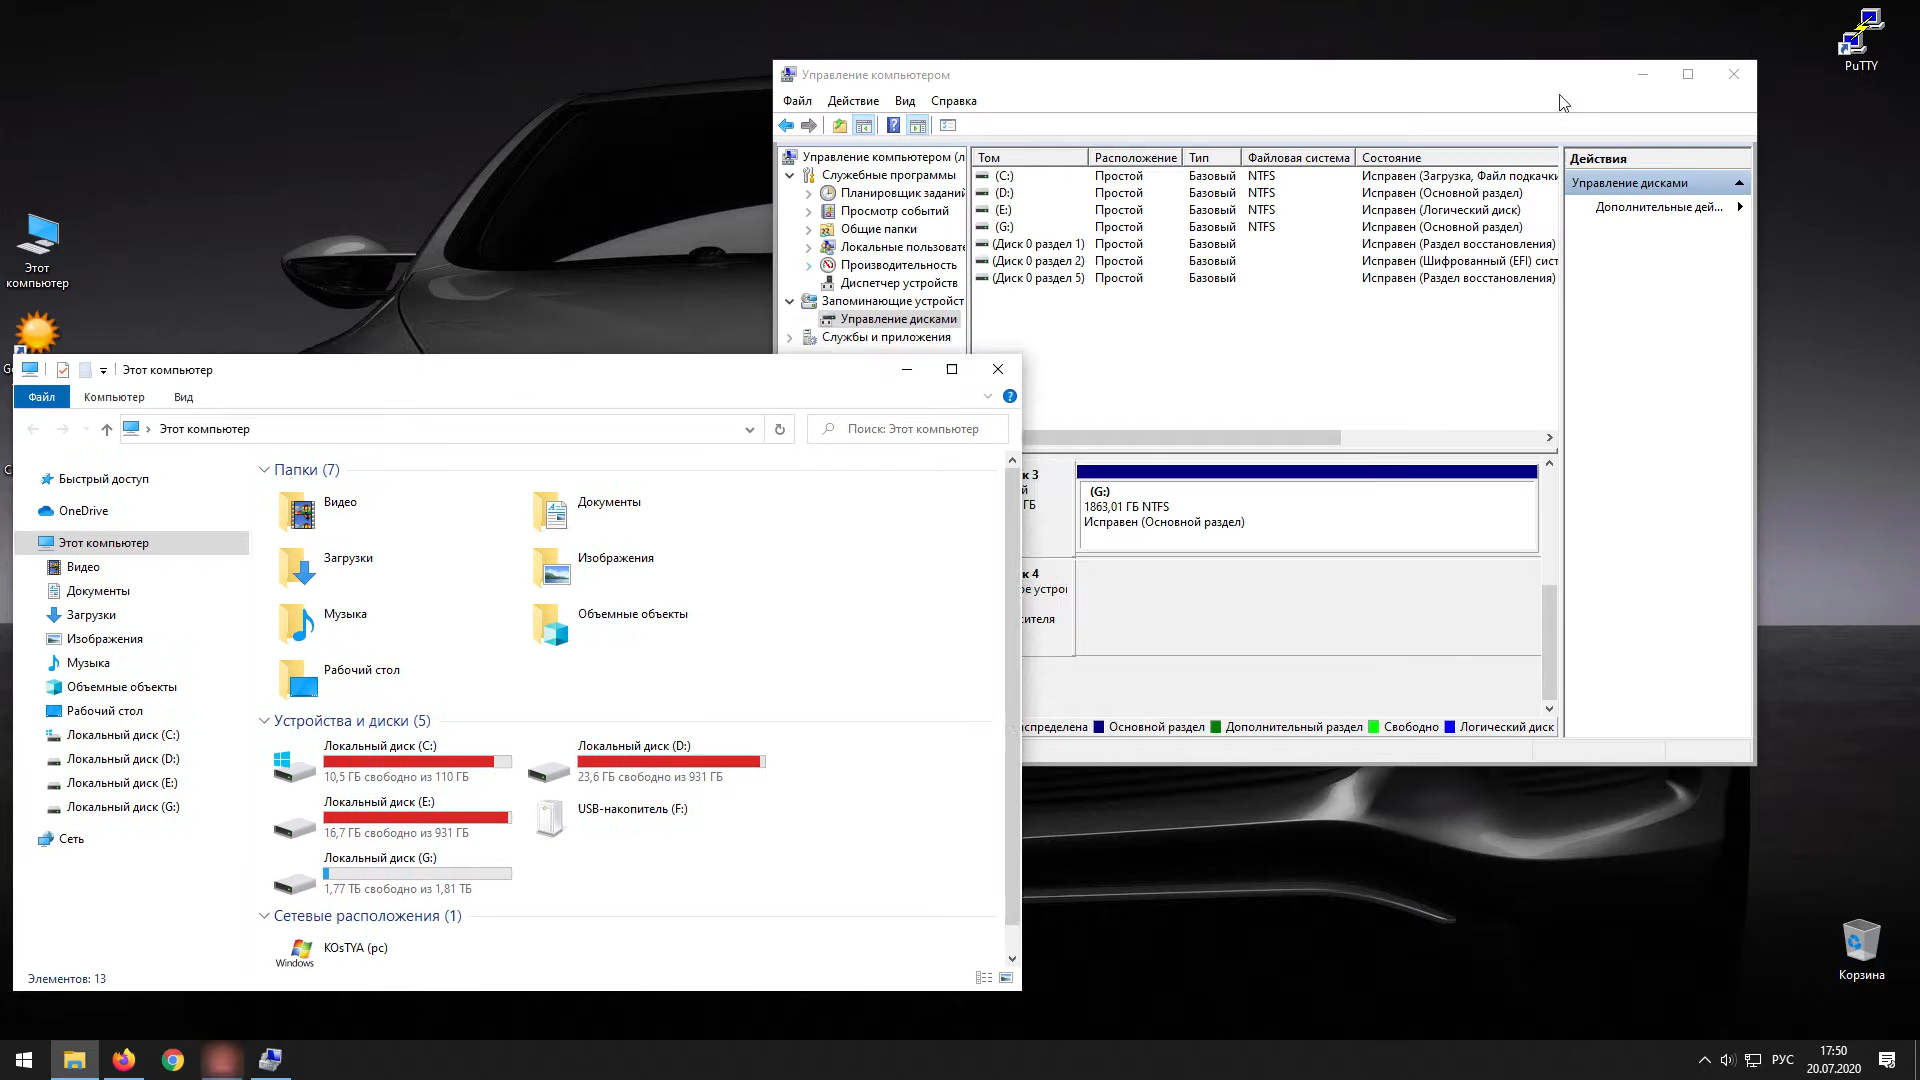 PuTTY
Этот
компьютер
Управление компьютером
Файл Действие Вид Справка
Управление компьютером (л
Служебные программы
Планировщик заданий
Просмотр событий
Общие папки
Локальные пользовате
Производительность
Диспетчер устройств
Запоминающие устройст
Управление дисками
Службы и приложения
Том Расположение Тип Файловая система Состояние
(C:) Простой Базовый NTFS Исправен (Загрузка, Файл подкачки
(D:) Простой Базовый NTFS Исправен (Основной раздел)
(E:) Простой Базовый NTFS Исправен (Логический диск)
(G:) Простой Базовый NTFS Исправен (Основной раздел)
(Диск 0 раздел 1) Простой Базовый Исправен (Раздел восстановления)
(Диск 0 раздел 2) Простой Базовый Исправен (Шифрованный (EFI) сист
(Диск 0 раздел 5) Простой Базовый Исправен (Раздел восстановления)
Действия
Управление дисками
Дополнительные дей...
к 3
й
ГБ
(G:)
1863,01 ГБ NTFS
Исправен (Основной раздел)
к 4
ое устрої
сителя
спределена Основной раздел Дополнительный раздел Свободно Логический диск
Этот компьютер
Файл Компьютер Вид
Этот компьютер
Поиск: Этот компьютер
Быстрый доступ
OneDrive
Этот компьютер
Видео
Документы
Загрузки
Изображения
Музыка
Объемные объекты
Рабочий стол
Локальный диск (C:)
Локальный диск (D:)
Локальный диск (E:)
Локальный диск (G:)
Сеть
Папки (7)
Видео
Документы
Загрузки
Изображения
Музыка
Объемные объекты
Рабочий стол
Устройства и диски (5)
Локальный диск (C:)
10,5 ГБ свободно из 110 ГБ
Локальный диск (D:)
23,6 ГБ свободно из 931 ГБ
Локальный диск (E:)
16,7 ГБ свободно из 931 ГБ
USB-накопитель (F:)
Локальный диск (G:)
1,77 ТБ свободно из 1,81 ТБ
Сетевые расположения (1)
KOsTYA (pc)
Windows
Элементов: 13
Корзина
РУС
17:50
20.07.2020